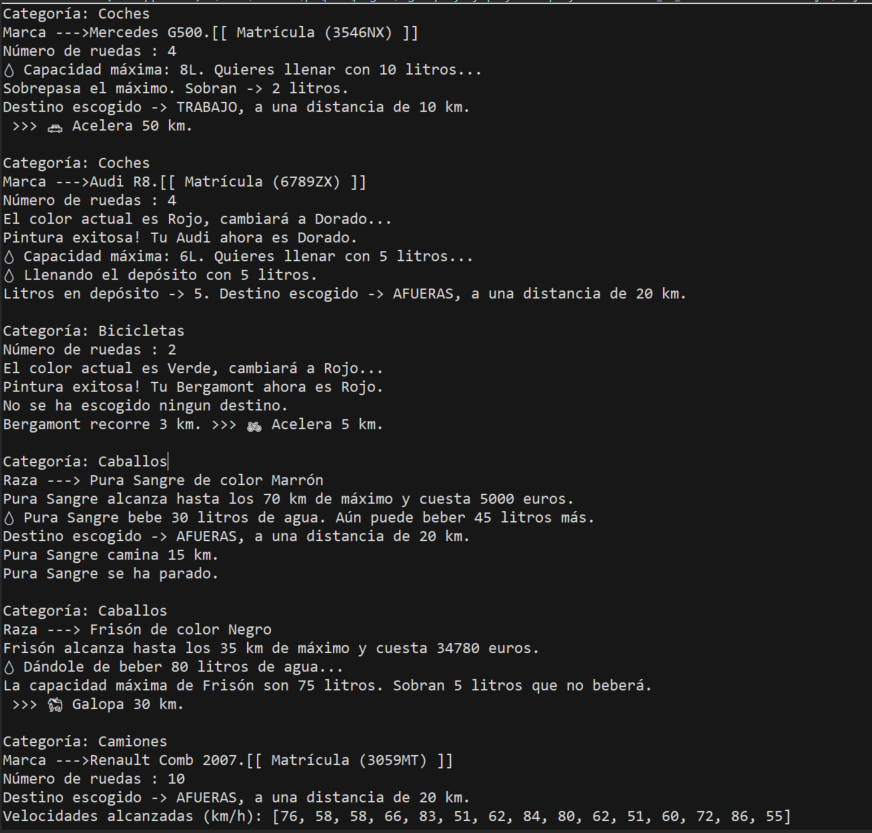 Categoría: Coches
Marca --->Mercedes G500.[[ Matrícula (3546NX) ]]
Número de ruedas : 4
💧 Capacidad máxima: 8L. Quieres llenar con 10 litros...
Sobrepasa el máximo. Sobran -> 2 litros.
Destino escogido -> TRABAJO, a una distancia de 10 km.
>>> 🚗 Acelera 50 km.
Categoría: Coches
Marca --->Audi R8.[[ Matrícula (6789ZX) ]]
Número de ruedas : 4
El color actual es Rojo, cambiará a Dorado...
Pintura exitosa! Tu Audi ahora es Dorado.
💧 Capacidad máxima: 6L. Quieres llenar con 5 litros...
💧 Llenando el depósito con 5 litros.
Litros en depósito -> 5. Destino escogido -> AFUERAS, a una distancia de 20 km.
Categoría: Bicicletas
Número de ruedas : 2
El color actual es Verde, cambiará a Rojo...
Pintura exitosa! Tu Bergamont ahora es Rojo.
No se ha escogido ningun destino.
Bergamont recorre 3 km. >>> 🚲 Acelera 5 km.
Categoría: Caballos
Raza ---> Pura Sangre de color Marrón
Pura Sangre alcanza hasta los 70 km de máximo y cuesta 5000 euros.
💧 Pura Sangre bebe 30 litros de agua. Aún puede beber 45 litros más.
Destino escogido -> AFUERAS, a una distancia de 20 km.
Pura Sangre camina 15 km.
Pura Sangre se ha parado.
Categoría: Caballos
Raza ---> Frisón de color Negro
Frisón alcanza hasta los 35 km de máximo y cuesta 34780 euros.
💧 Dándole de beber 80 litros de agua...
La capacidad máxima de Frisón son 75 litros. Sobran 5 litros que no beberá.
>>> 🐎 Galopa 30 km.
Categoría: Camiones
Marca --->Renault Comb 2007.[[ Matrícula (3059MT) ]]
Número de ruedas : 10
Destino escogido -> AFUERAS, a una distancia de 20 km.
Velocidades alcanzadas (km/h): [76, 58, 58, 66, 83, 51, 62, 84, 80, 62, 51, 60, 72, 86, 55]